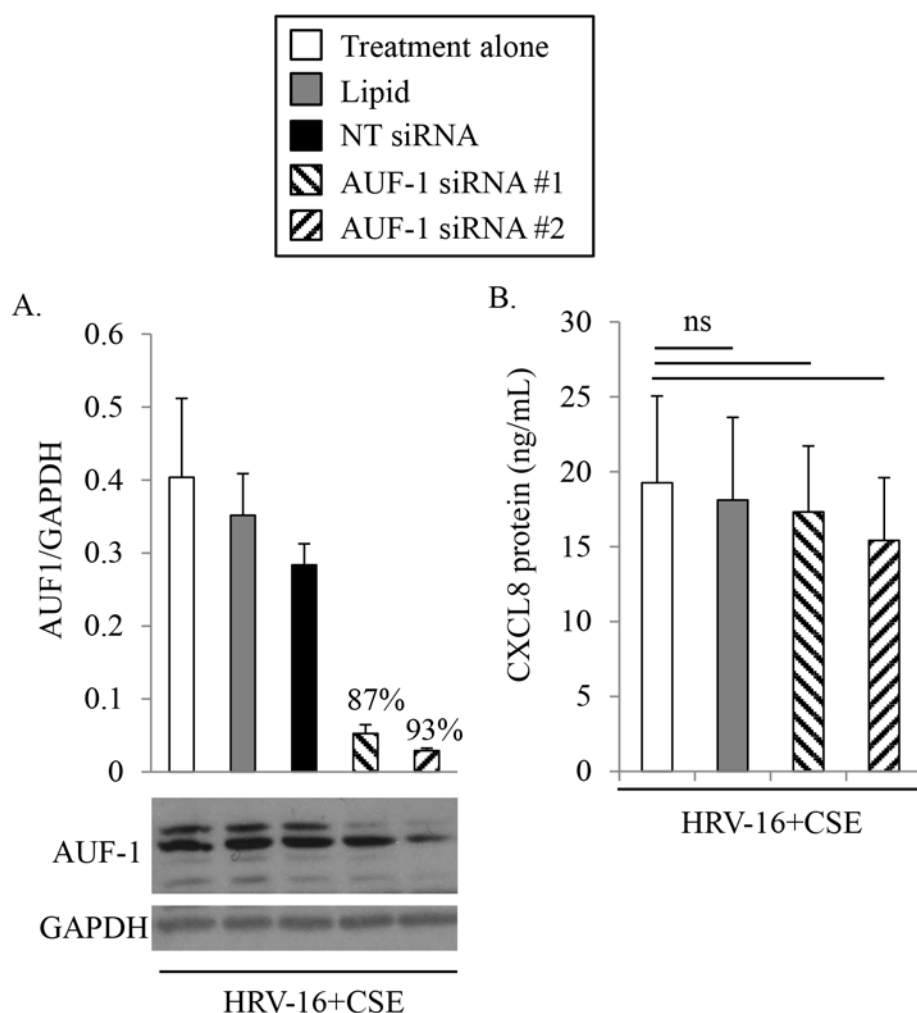 Treatment alone
Lipid
NT siRNA
AUF-1 siRNA #1
AUF-1 siRNA #2
A.
AUF1/GAPDH
0.6
0.5
0.4
0.3
0.2
0.1
0
87%
93%
AUF-1
GAPDH
HRV-16+CSE
B.
CXCL8 protein (ng/mL)
30
25
20
15
10
5
0
ns
HRV-16+CSE